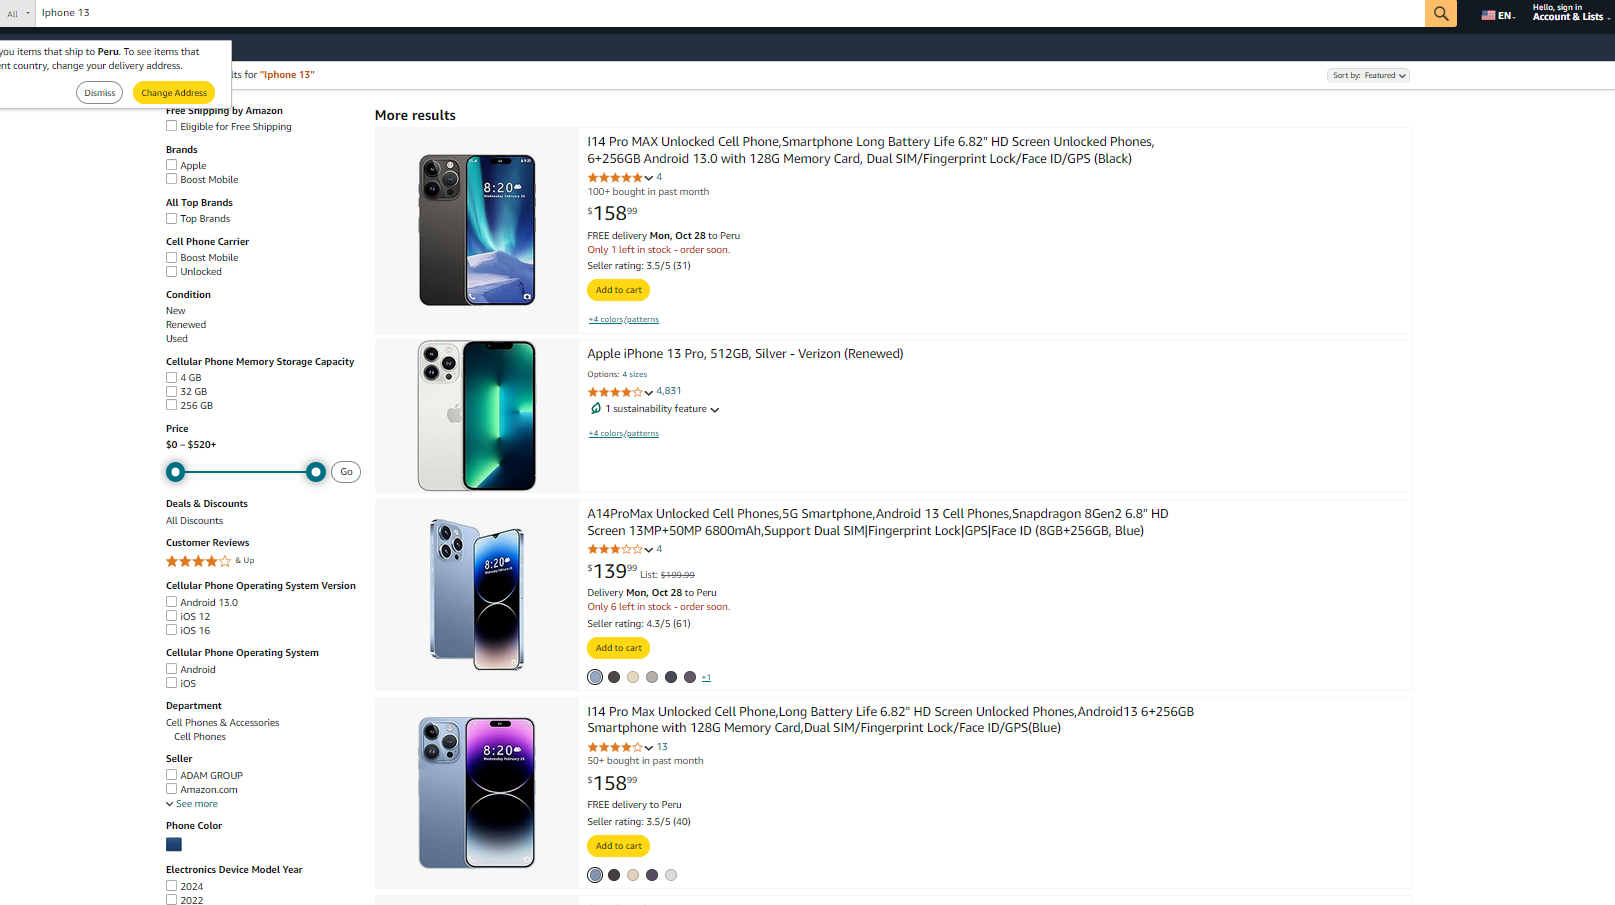 All
Iphone 13
EN
Hello, sign in
Account & Lists
you items that ship to Peru. To see items that
ent country, change your delivery address.
Dismiss
Change Address
lts for "Iphone 13"
Sort by: Featured
Free Shipping by Amazon
Eligible for Free Shipping
Brands
Apple
Boost Mobile
All Top Brands
Top Brands
Cell Phone Carrier
Boost Mobile
Unlocked
Condition
New
Renewed
Used
Cellular Phone Memory Storage Capacity
4 GB
32 GB
256 GB
Price
$0 – $520+
Go
Deals & Discounts
All Discounts
Customer Reviews
& Up
Cellular Phone Operating System Version
Android 13.0
iOS 12
iOS 16
Cellular Phone Operating System
Android
iOS
Department
Cell Phones & Accessories
Cell Phones
Seller
ADAM GROUP
Amazon.com
See more
Phone Color
Electronics Device Model Year
2024
2022
More results
8:20
Wednesday, February 26
I14 Pro MAX Unlocked Cell Phone,Smartphone Long Battery Life 6.82" HD Screen Unlocked Phones,
6+256GB Android 13.0 with 128G Memory Card, Dual SIM/Fingerprint Lock/Face ID/GPS (Black)
4
100+ bought in past month
$158.99
FREE delivery Mon, Oct 28 to Peru
Only 1 left in stock - order soon.
Seller rating: 3.5/5 (31)
Add to cart
+4 colors/patterns
Apple iPhone 13 Pro, 512GB, Silver - Verizon (Renewed)
Options: 4 sizes
4,831
1 sustainability feature
+4 colors/patterns
8:20
A14ProMax Unlocked Cell Phones,5G Smartphone,Android 13 Cell Phones,Snapdragon 8Gen2 6.8" HD
Screen 13MP+50MP 6800mAh,Support Dual SIM|Fingerprint Lock|GPS|Face ID (8GB+256GB, Blue)
4
$139.99 List: $199.99
Delivery Mon, Oct 28 to Peru
Only 6 left in stock - order soon.
Seller rating: 4.3/5 (61)
Add to cart
+1
8:20
Wednesday, February 26
I14 Pro Max Unlocked Cell Phone,Long Battery Life 6.82" HD Screen Unlocked Phones,Android13 6+256GB
Smartphone with 128G Memory Card,Dual SIM/Fingerprint Lock/Face ID/GPS(Blue)
13
50+ bought in past month
$158.99
FREE delivery to Peru
Seller rating: 3.5/5 (40)
Add to cart